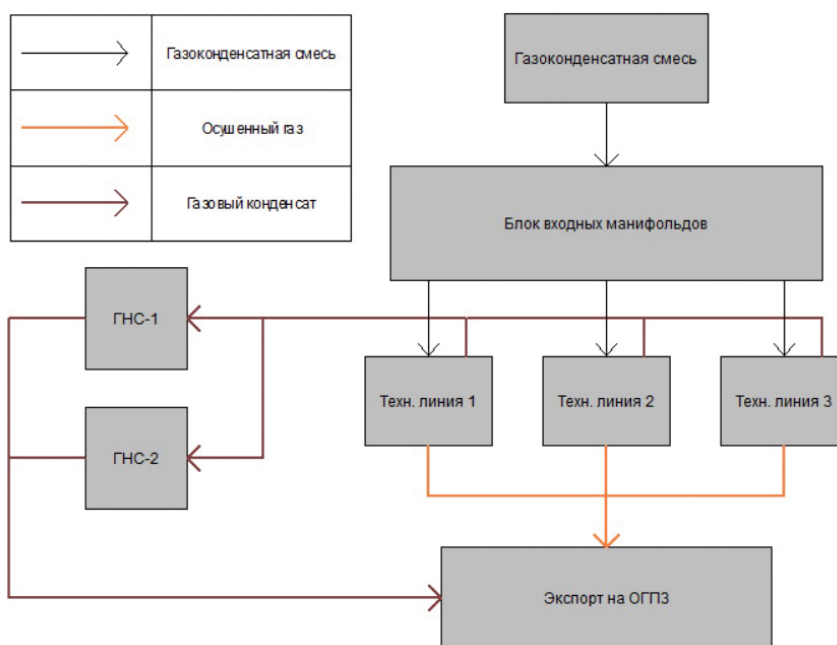 Газоконденсатная смесь
Осушенный газ
Газовый конденсат
Газоконденсатная смесь
Блок входных манифольдов
ГНС-1
ГНС-2
Техн. линия 1
Техн. линия 2
Техн. линия 3
Экспорт на ОГПЗ